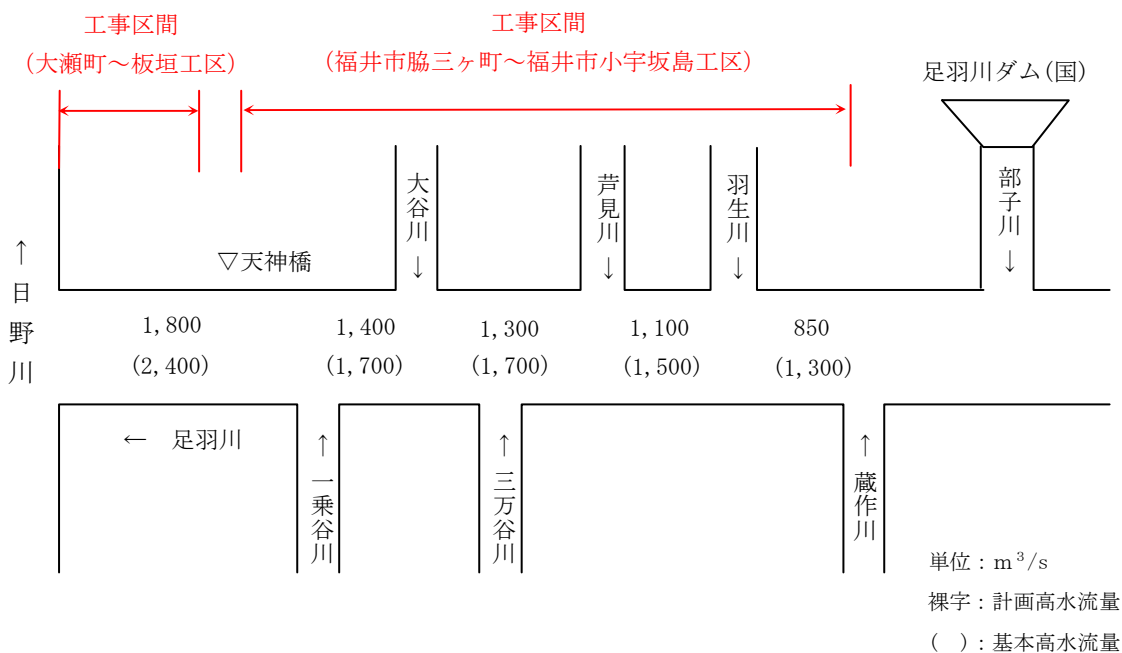 工事区間
(大瀬町～板垣工区)
工事区間
(福井市脇三ヶ町～福井市小宇坂島工区)
足羽川ダム(国)
大谷川
↓
芦見川
↓
羽生川
↓
部子川
↓
↑
日野川
▽天神橋
1,800
(2,400)
1,400
(1,700)
1,300
(1,700)
1,100
(1,500)
850
(1,300)
← 足羽川
↑
一乗谷川
↑
三万谷川
↑
蔵作川
単位：m³/s
裸字：計画高水流量
( )：基本高水流量